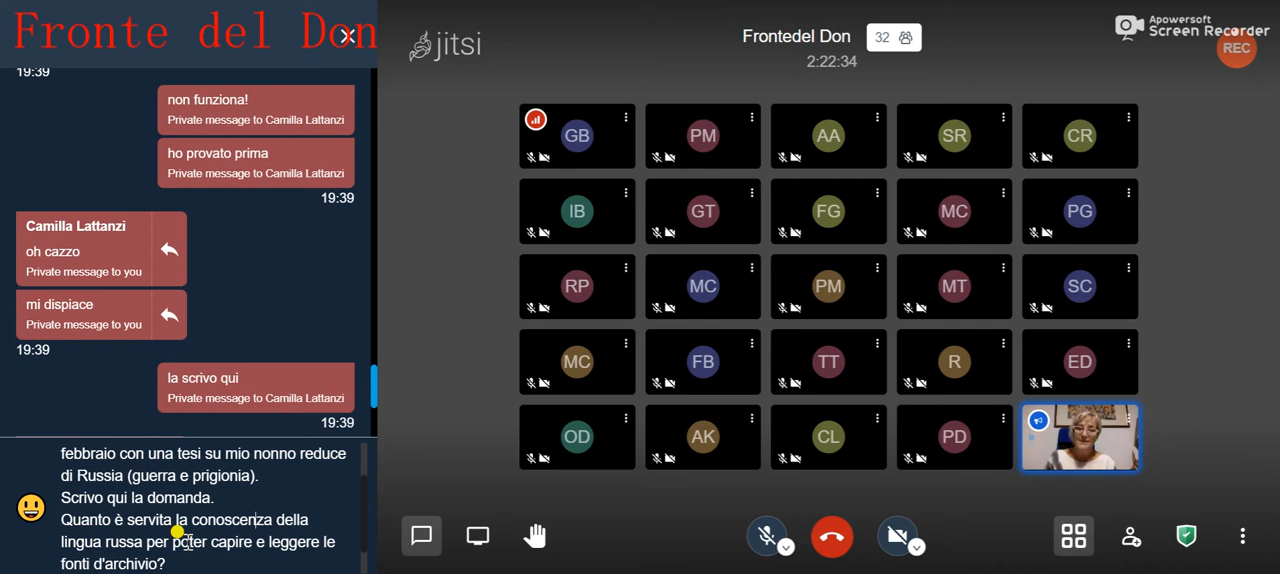 Fronte del Don
19:39
non funziona!
Private message to Camilla Lattanzi
ho provato prima
Private message to Camilla Lattanzi
19:39
Camilla Lattanzi
oh cazzo
Private message to you
mi dispiace
Private message to you
19:39
la scrivo qui
Private message to Camilla Lattanzi
19:39
febbraio con una tesi su mio nonno reduce
di Russia (guerra e prigionia).
Scrivo qui la domanda.
Quanto è servita la conoscenza della
lingua russa per poter capire e leggere le
fonti d'archivio?
jitsi
Frontedel Don 32
2:22:34
Apowersoft
Screen Recorder
REC
GB PM AA SR CR
IB GT FG MC PG
RP MC PM MT SC
MC FB TT R ED
OD AK CL PD